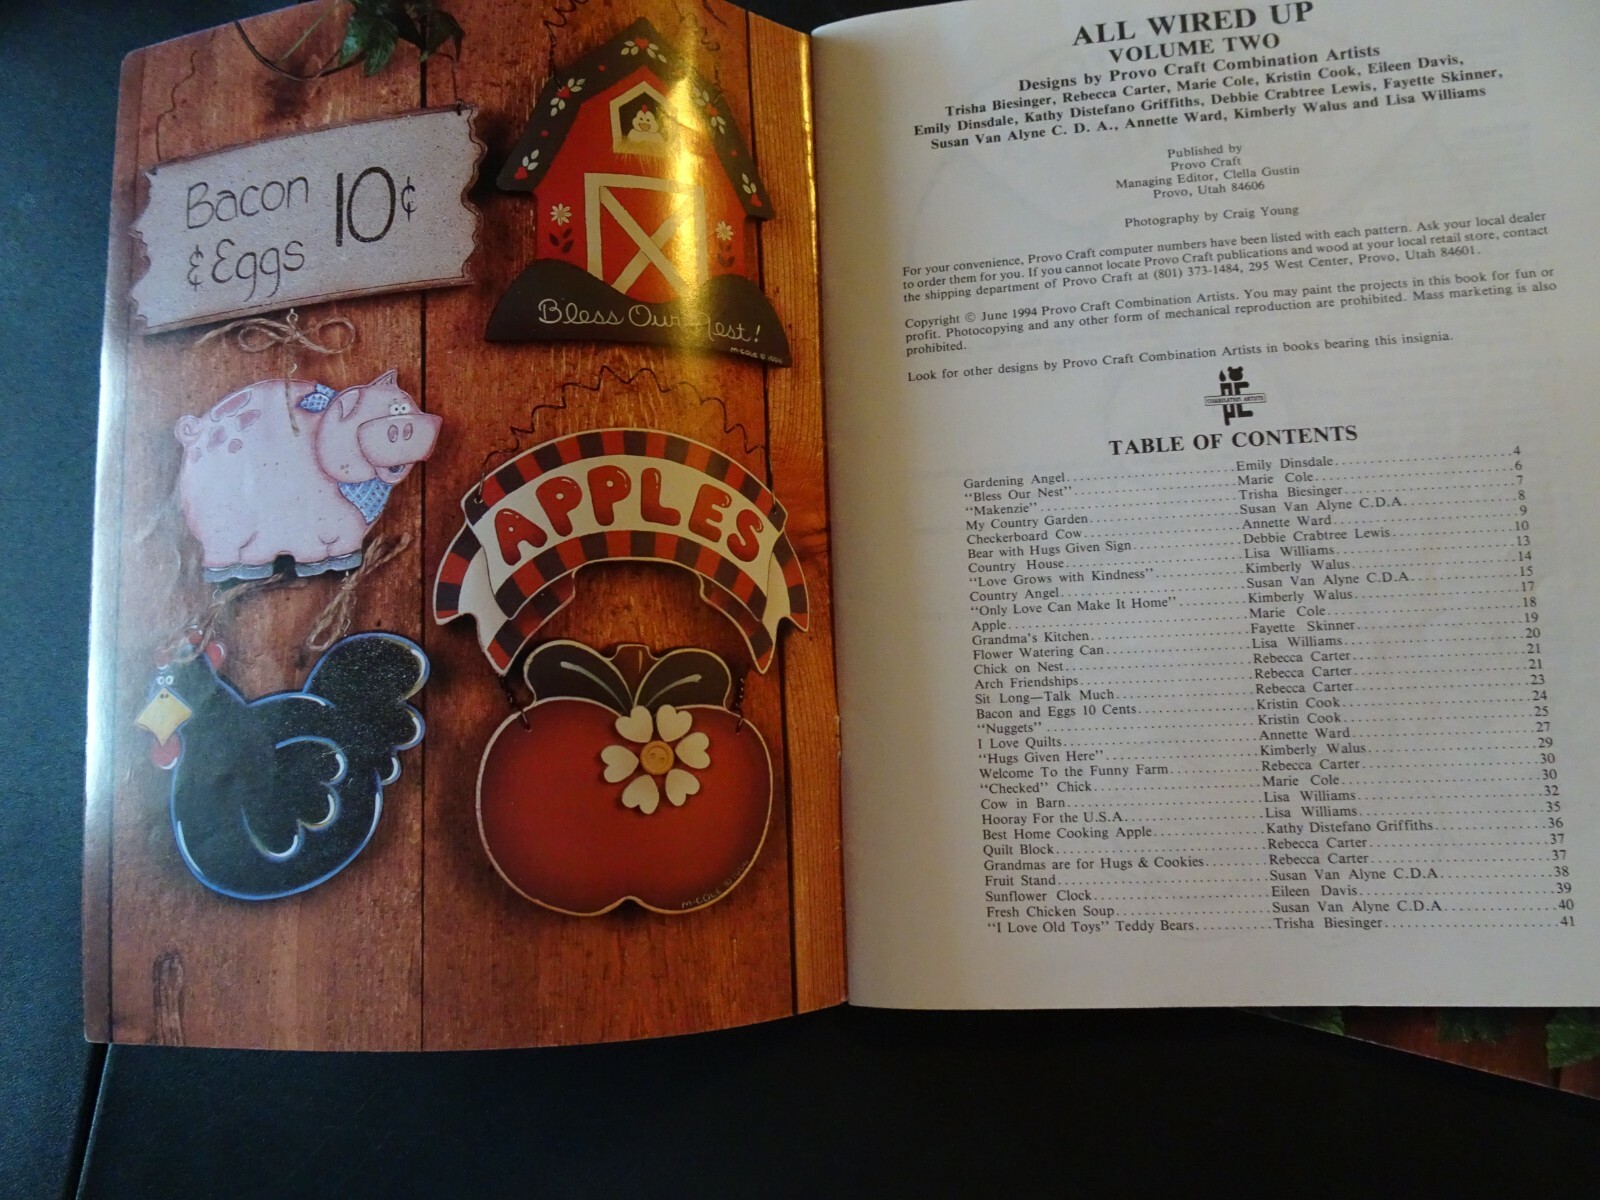 Bacon 10¢
& Eggs
Bless Our Nest!
M-COLE © 1994
APPLES
M-COLE © 1994
ALL WIRED UP
VOLUME TWO
Designs by Provo Craft Combination Artists
Trisha Biesinger, Rebecca Carter, Marie Cole, Kristin Cook, Eileen Davis,
Emily Dinsdale, Kathy Distefano Griffiths, Debbie Crabtree Lewis, Fayette Skinner,
Susan Van Alyne C. D. A., Annette Ward, Kimberly Walus and Lisa Williams
Published by
Provo Craft
Managing Editor, Clella Gustin
Provo, Utah 84606
Photography by Craig Young
For your convenience, Provo Craft computer numbers have been listed with each pattern. Ask your local dealer
to order them for you. If you cannot locate Provo Craft publications and wood at your local retail store, contact
the shipping department of Provo Craft at (801) 373-1484, 295 West Center, Provo, Utah 84601.
Copyright © June 1994 Provo Craft Combination Artists. You may paint the projects in this book for fun or
profit. Photocopying and any other form of mechanical reproduction are prohibited. Mass marketing is also
prohibited.
Look for other designs by Provo Craft Combination Artists in books bearing this insignia.
COMBINATION ARTISTS
TABLE OF CONTENTS
Gardening Angel Emily Dinsdale 4
"Bless Our Nest" Marie Cole 6
"Makenzie" Trisha Biesinger 7
My Country Garden Susan Van Alyne C.D.A. 8
Checkerboard Cow Annette Ward 9
Bear with Hugs Given Sign Debbie Crabtree Lewis 10
Country House Lisa Williams 13
"Love Grows with Kindness" Kimberly Walus 14
Country Angel Susan Van Alyne C.D.A. 15
"Only Love Can Make It Home" Kimberly Walus 17
Apple Marie Cole 18
Grandma's Kitchen Fayette Skinner 19
Flower Watering Can Lisa Williams 20
Chick on Nest Rebecca Carter 21
Arch Friendships Rebecca Carter 21
Sit Long—Talk Much Rebecca Carter 23
Bacon and Eggs 10 Cents Kristin Cook 24
"Nuggets" Kristin Cook 25
I Love Quilts Annette Ward 27
"Hugs Given Here" Kimberly Walus 29
Welcome To the Funny Farm Rebecca Carter 30
"Checked" Chick Marie Cole 30
Cow in Barn Lisa Williams 32
Hooray For the U.S.A. Lisa Williams 35
Best Home Cooking Apple Kathy Distefano Griffiths 36
Quilt Block Rebecca Carter 37
Grandmas are for Hugs & Cookies Rebecca Carter 37
Fruit Stand Susan Van Alyne C.D.A. 38
Sunflower Clock Eileen Davis 39
Fresh Chicken Soup Susan Van Alyne C.D.A. 40
"I Love Old Toys" Teddy Bears Trisha Biesinger 41